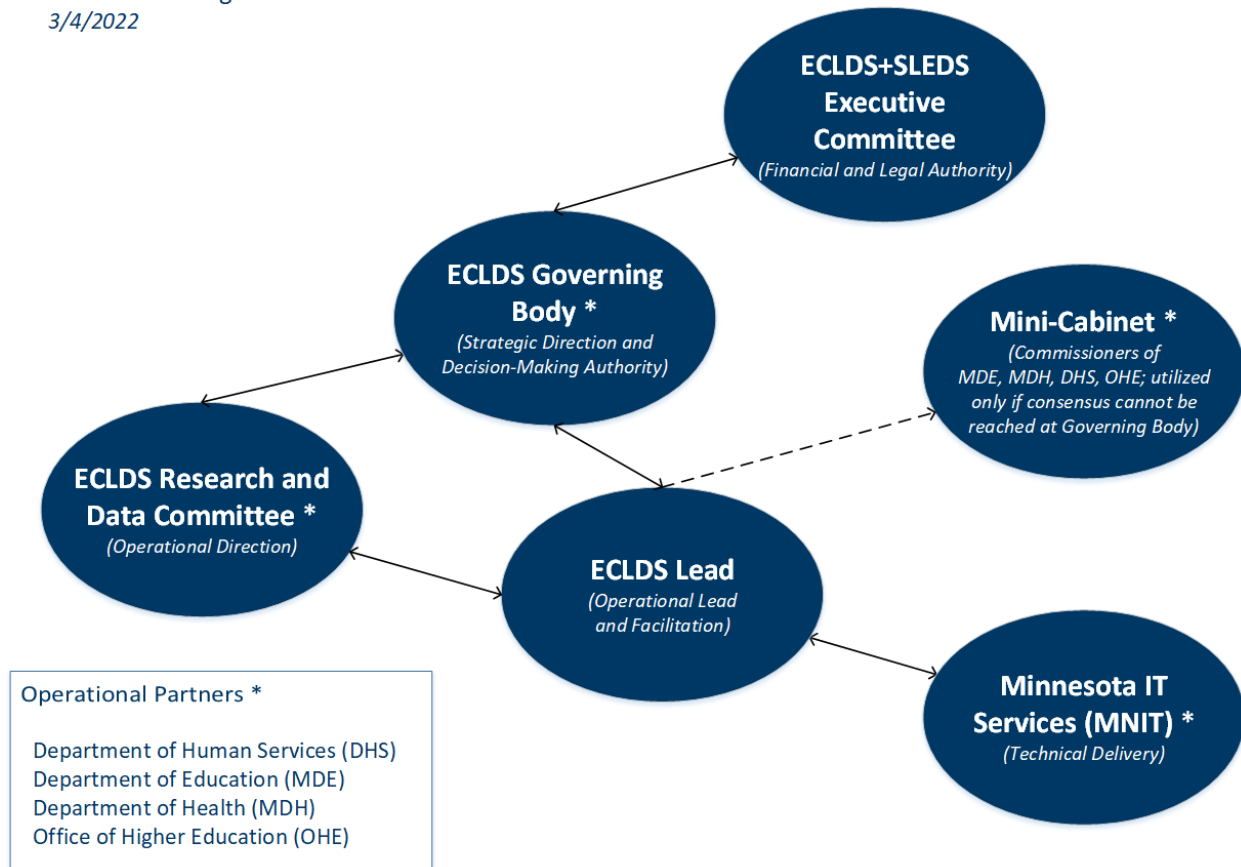 3/4/2022
ECLDS+SLEDS
Executive
Committee
(Financial and Legal Authority)
ECLDS Governing
Body *
(Strategic Direction and
Decision-Making Authority)
Mini-Cabinet *
(Commissioners of
MDE, MDH, DHS, OHE; utilized
only if consensus cannot be
reached at Governing Body)
ECLDS Research and
Data Committee *
(Operational Direction)
ECLDS Lead
(Operational Lead
and Facilitation)
Minnesota IT
Services (MNIT) *
(Technical Delivery)
Operational Partners *
Department of Human Services (DHS)
Department of Education (MDE)
Department of Health (MDH)
Office of Higher Education (OHE)